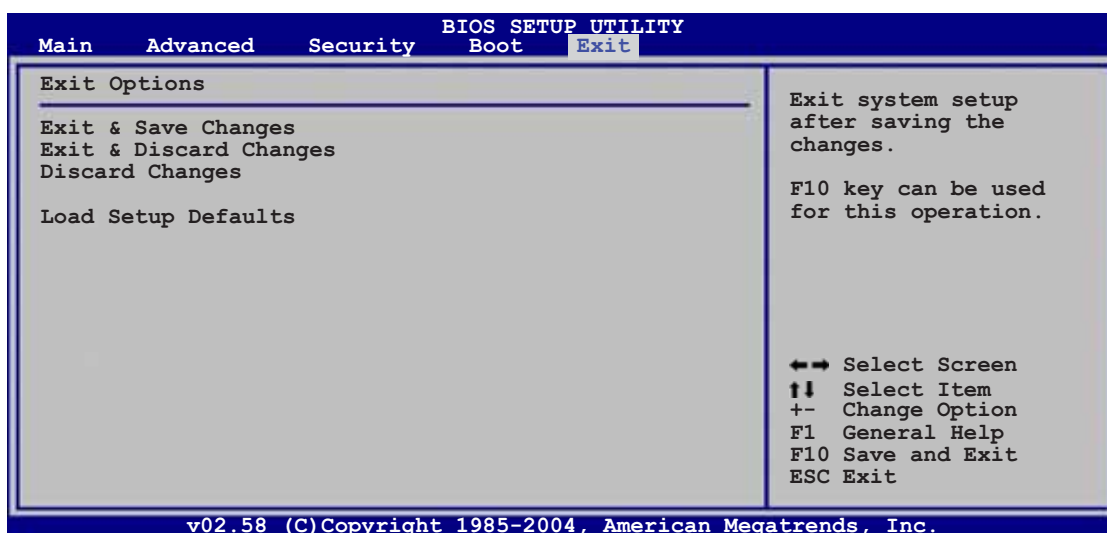 BIOS SETUP UTILITY
Main Advanced Security Boot Exit
Exit Options
Exit & Save Changes
Exit & Discard Changes
Discard Changes
Load Setup Defaults
Exit system setup
after saving the
changes.
F10 key can be used
for this operation.
←→ Select Screen
↑↓ Select Item
+- Change Option
F1 General Help
F10 Save and Exit
ESC Exit
v02.58 (C)Copyright 1985-2004, American Megatrends, Inc.